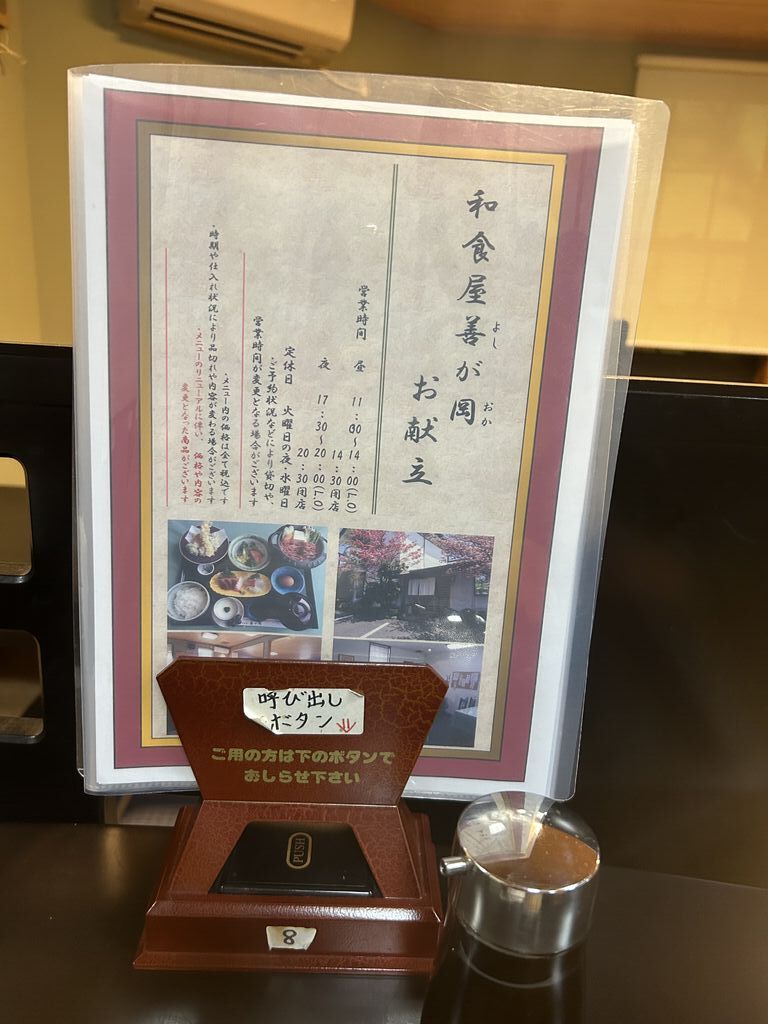 和食屋善が岡
よし
おか
お献立
営業時間 昼 11:30〜14:00(L.O)
14:30閉店
夜 17:30〜20:00(L.O)
20:30閉店
定休日 火曜日の夜・水曜日
・ご予約状況などにより貸切や、
営業時間が変更となる場合がございます
・メニュー内の価格は全て税込です
・時期や仕入れ状況により品切れや内容が変わる場合がございます
・メニューのリニューアルに伴い、価格や内容の
変更となった商品がございます
呼び出し
ボタン
ご用の方は下のボタンで
おしらせ下さい
PUSH
8